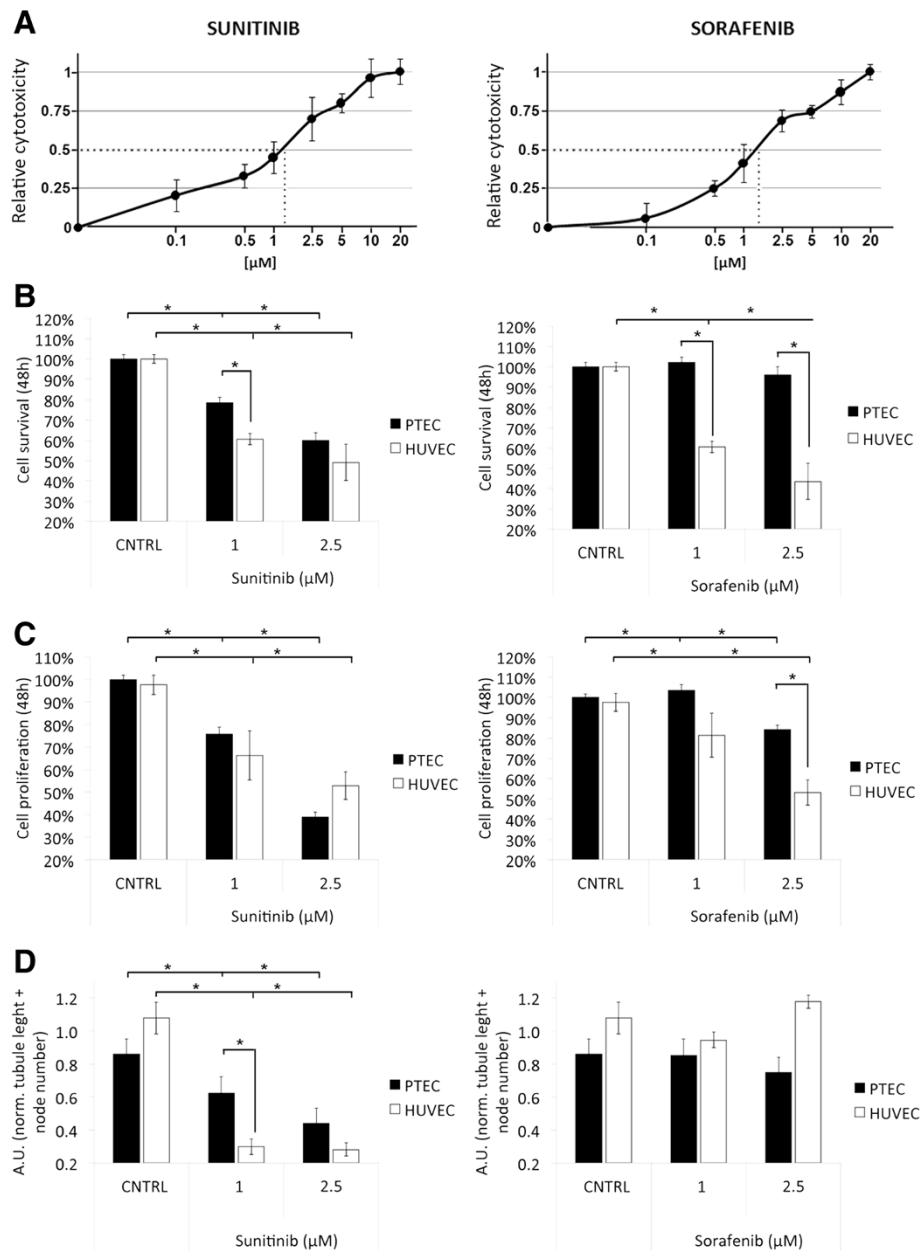 A
SUNITINIB
SORAFENIB
Relative cytotoxicity
1
0.75
0.5
0.25
0
0.1
0.5
1
2.5
5
10
20
[µM]
Relative cytotoxicity
1
0.75
0.5
0.25
0
0.1
0.5
1
2.5
5
10
20
[µM]
B
Cell survival (48h)
120%
110%
100%
90%
80%
70%
60%
50%
40%
30%
20%
* *
* *
*
PTEC
HUVEC
CNTRL
1
2.5
Sunitinib (µM)
Cell survival (48h)
120%
110%
100%
90%
80%
70%
60%
50%
40%
30%
20%
* *
* *
PTEC
HUVEC
CNTRL
1
2.5
Sorafenib (µM)
C
Cell proliferation (48h)
110%
100%
90%
80%
70%
60%
50%
40%
30%
20%
* *
* *
PTEC
HUVEC
CNTRL
1
2.5
Sunitinib (µM)
Cell proliferation (48h)
120%
110%
100%
90%
80%
70%
60%
50%
40%
30%
20%
* *
* *
*
PTEC
HUVEC
CNTRL
1
2.5
Sorafenib (µM)
D
A.U. (norm. tubule leght +
node number)
1.2
1.0
0.8
0.6
0.4
0.2
* *
* *
*
PTEC
HUVEC
CNTRL
1
2.5
Sunitinib (µM)
A.U. (norm. tubule leght +
node number)
1.2
1.0
0.8
0.6
0.4
0.2
PTEC
HUVEC
CNTRL
1
2.5
Sorafenib (µM)